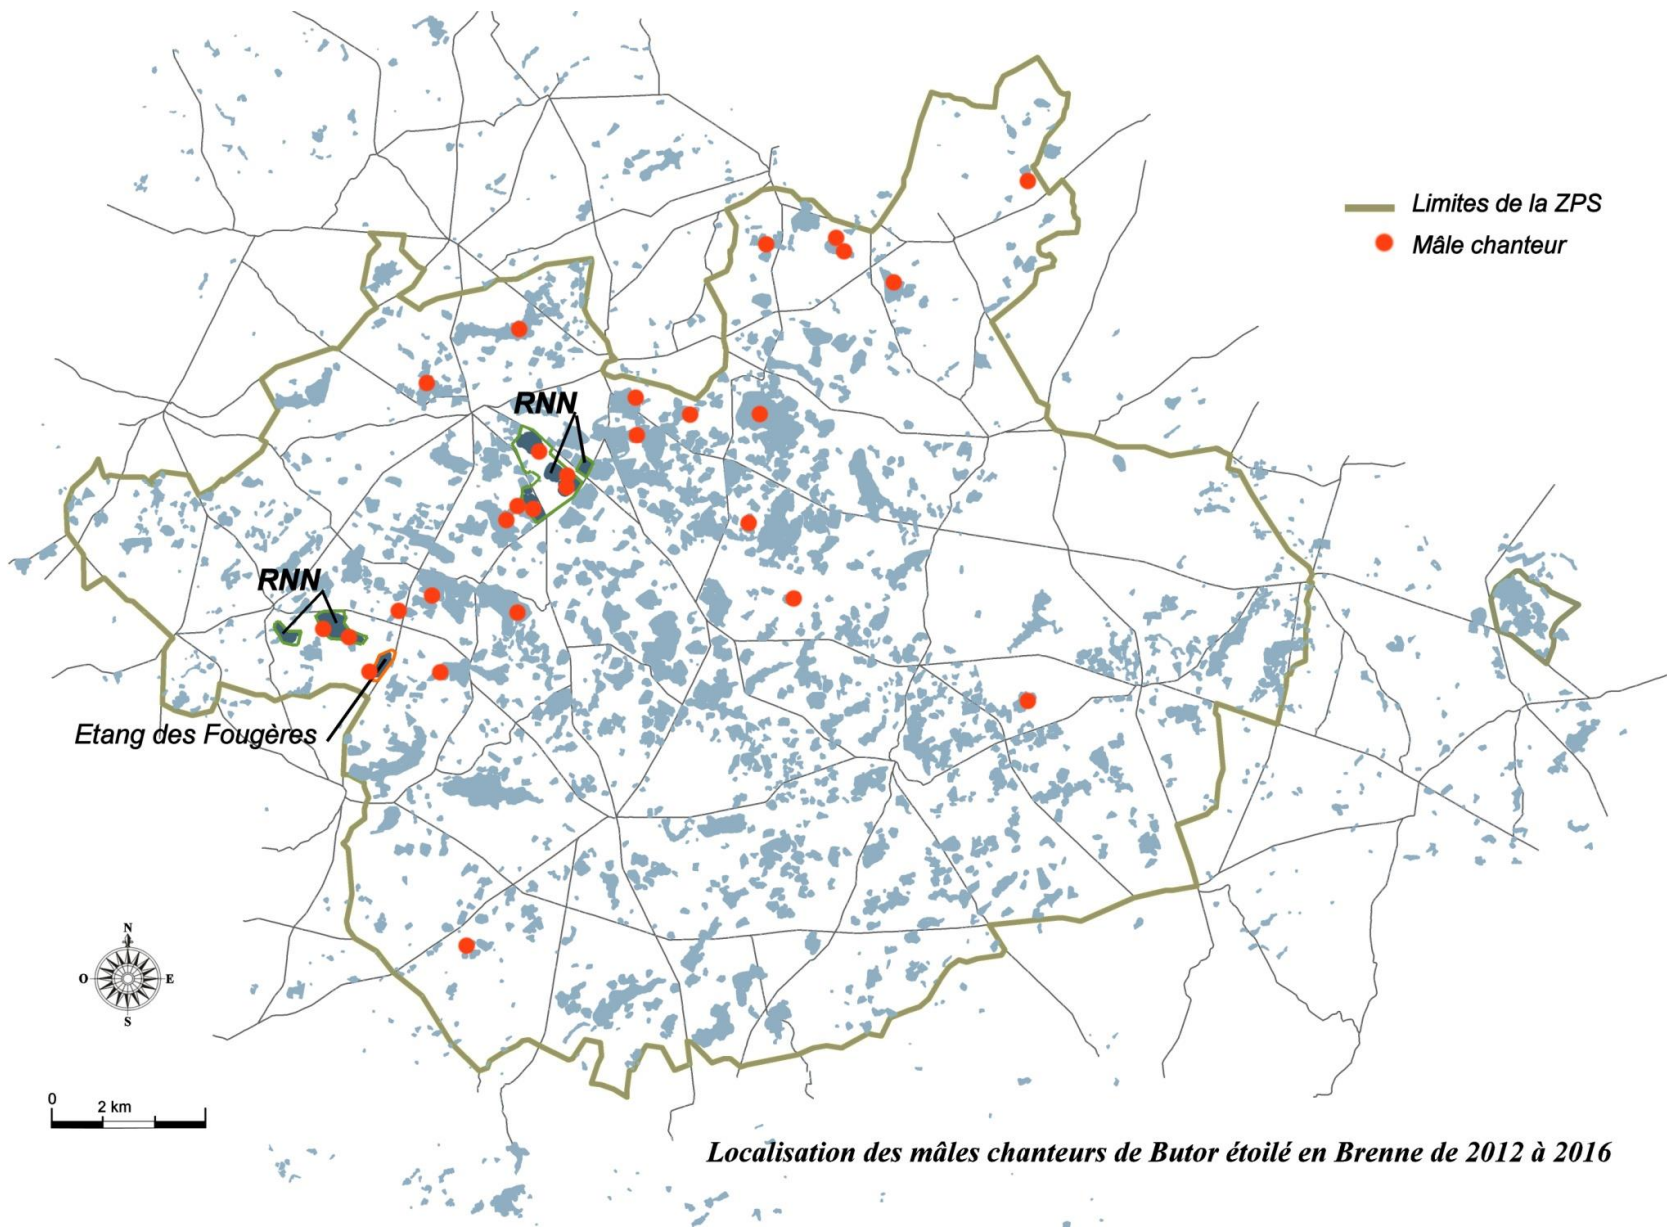 Limites de la ZPS
Mâle chanteur
RNN
RNN
Etang des Fougères
N
O
E
S
0
2 km
Localisation des mâles chanteurs de Butor étoilé en Brenne de 2012 à 2016